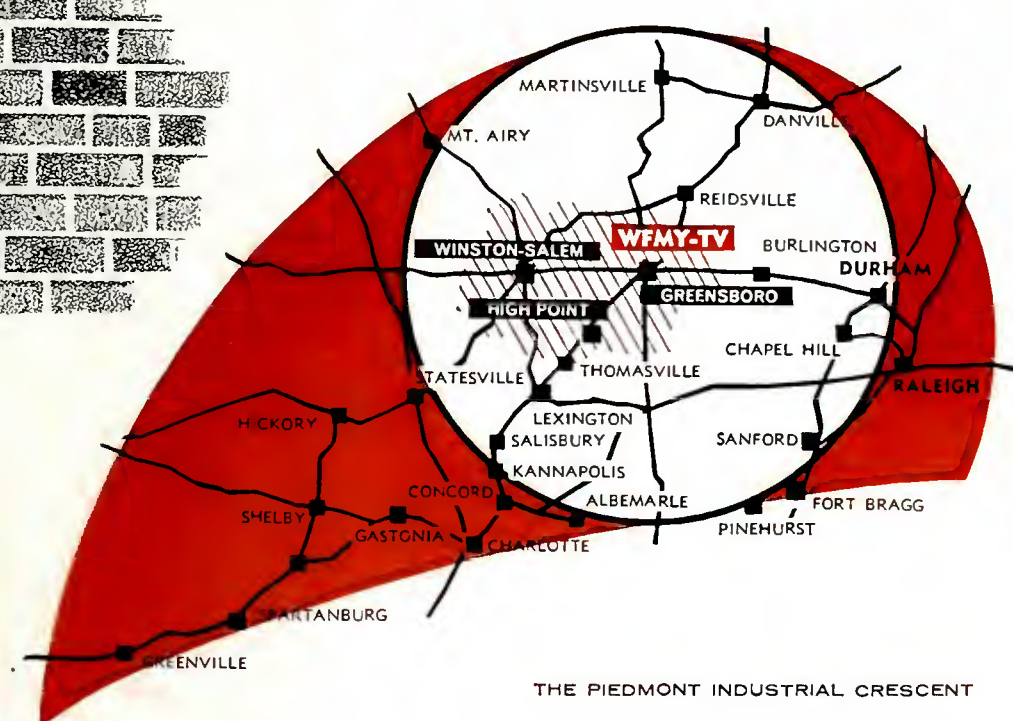 MARTINSVILLE
DANVILLE
MT. AIRY
REIDSVILLE
WFMY-TV
WINSTON-SALEM
BURLINGTON
DURHAM
GREENSBORO
HIGH POINT
CHAPEL HILL
STATESVILLE
THOMASVILLE
RALEIGH
LEXINGTON
HICKORY
SALISBURY
SANFORD
KANNAPOLIS
CONCORD
ALBEMARLE
FORT BRAGG
SHELBY
PINEHURST
GASTONIA
CHARLOTTE
SPARTANBURG
GREENVILLE
THE PIEDMONT INDUSTRIAL CRESCENT